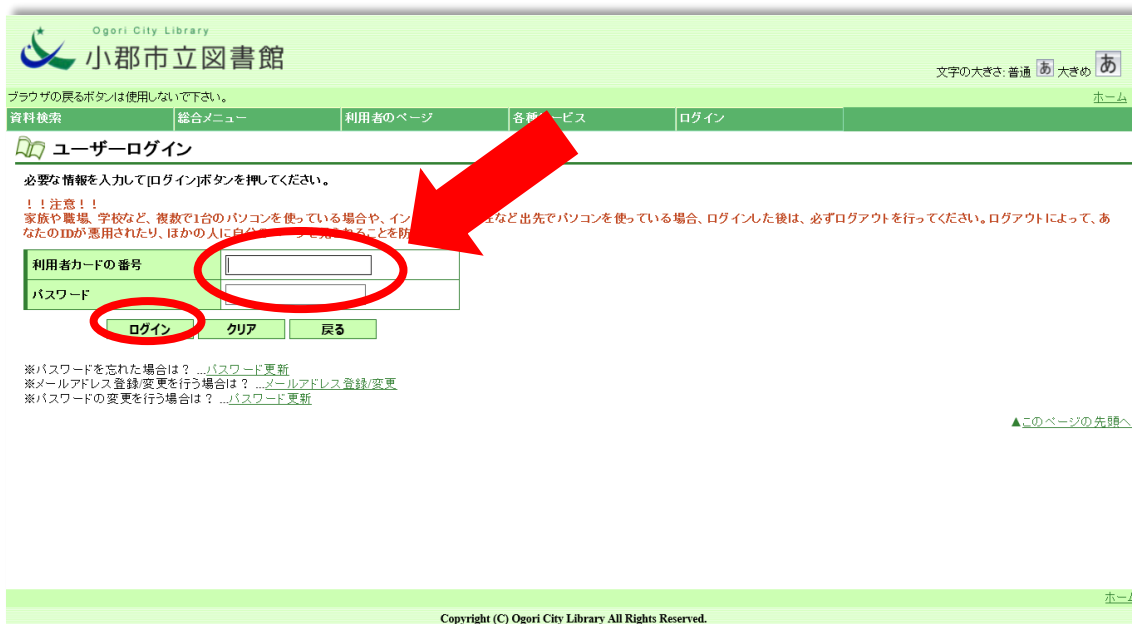 Ogori City Library
小郡市立図書館
文字の大きさ: 普通 あ 大きめ あ
ブラウザの戻るボタンは使用しないで下さい。 ホーム
資料検索 総合メニュー 利用者のページ 各種 ービス ログイン
ユーザーログイン
必要な情報を入力して[ログイン]ボタンを押してください。
！！注意！！
家族や職場、学校など、複数で1台のパソコンを使っている場合や、イン など出先でパソコンを使っている場合、ログインした後は、必ずログアウトを行ってください。ログアウトによって、あ
なたのIDが悪用されたり、ほかの人に自分 ことを防
利用者カードの番号
パスワード
ログイン クリア 戻る
※パスワードを忘れた場合は？ ...パスワード更新
※メールアドレス登録/変更を行う場合は？ ...メールアドレス登録/変更
※パスワードの変更を行う場合は？ ...パスワード更新
▲このページの先頭へ
ホーム
Copyright (C) Ogori City Library All Rights Reserved.